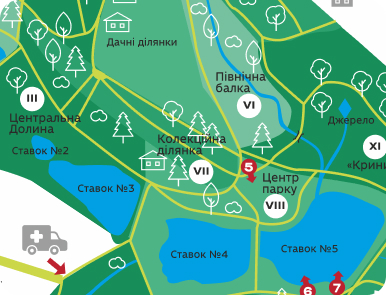 Дачні ділянки
Північна
балка
VI
III
Центральна
Долина
Джерело
Колекційна
ділянка
XI
Ставок №2
«Крини
5
VII
Центр
парку
Ставок №3
VIII
Ставок №4
Ставок №5
6
7